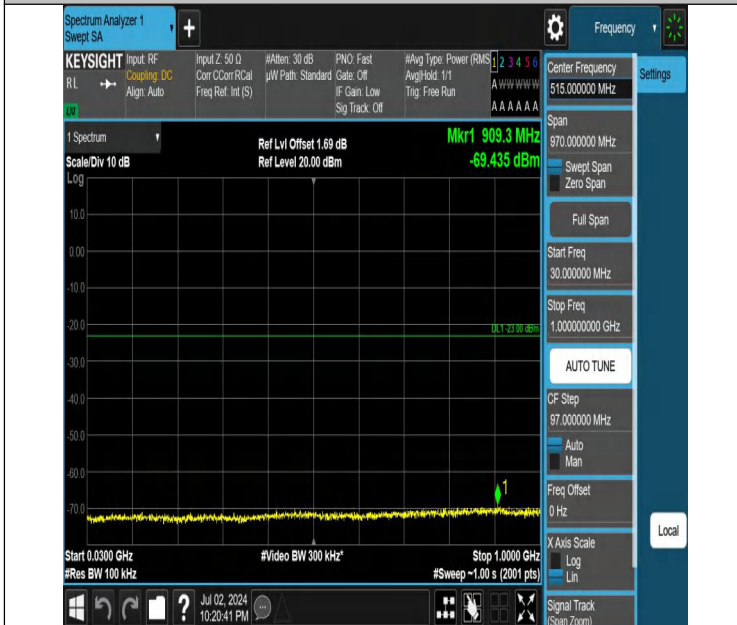 Spectrum Analyzer 1
Swept SA
+
Frequency
KEYSIGHT
RL
Input: RF
Coupling: DC
Align: Auto
Input Z: 50 Ω
Corr CCorr RCal
Freq Ref: Int (S)
#Atten: 30 dB
µW Path: Standard
PNO: Fast
Gate: Off
IF Gain: Low
Sig Track: Off
#Avg Type: Power (RMS
Avg|Hold: 1/1
Trig: Free Run
1 2 3 4 5 6
A W W W W W
A A A A A A
1 Spectrum
Scale/Div 10 dB
Log
Ref Lvl Offset 1.69 dB
Ref Level 20.00 dBm
Mkr1 909.3 MHz
-69.435 dBm
10.0
0.00
-10.0
-20.0
-30.0
-40.0
-50.0
-60.0
-70.0
DL1 -23.00 dBm
1
Start 0.0300 GHz
#Res BW 100 kHz
#Video BW 300 kHz*
Stop 1.0000 GHz
#Sweep ~1.00 s (2001 pts)
?
Jul 02, 2024
10:20:41 PM
Center Frequency
515.000000 MHz
Span
970.000000 MHz
Swept Span
Zero Span
Full Span
Start Freq
30.000000 MHz
Stop Freq
1.000000000 GHz
AUTO TUNE
CF Step
97.000000 MHz
Auto
Man
Freq Offset
0 Hz
X Axis Scale
Log
Lin
Signal Track
(Span Zoom)
Settings
Local